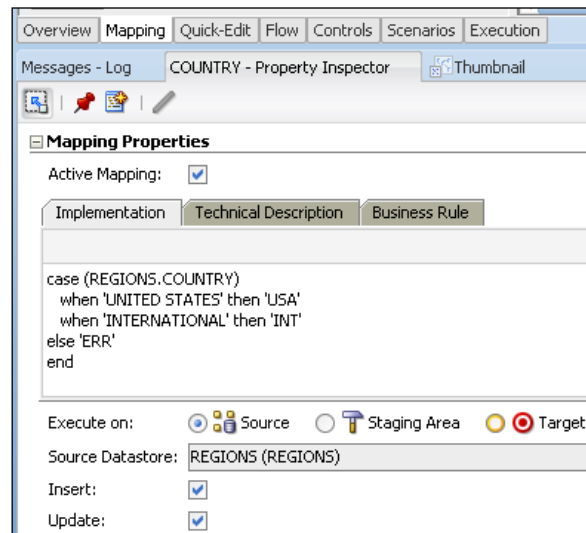 Overview Mapping Quick-Edit Flow Controls Scenarios Execution
Messages - Log COUNTRY - Property Inspector Thumbnail
Mapping Properties
Active Mapping:
Implementation Technical Description Business Rule
case (REGIONS.COUNTRY)
when 'UNITED STATES' then 'USA'
when 'INTERNATIONAL' then 'INT'
else 'ERR'
end
Execute on: Source Staging Area Target
Source Datastore: REGIONS (REGIONS)
Insert:
Update: